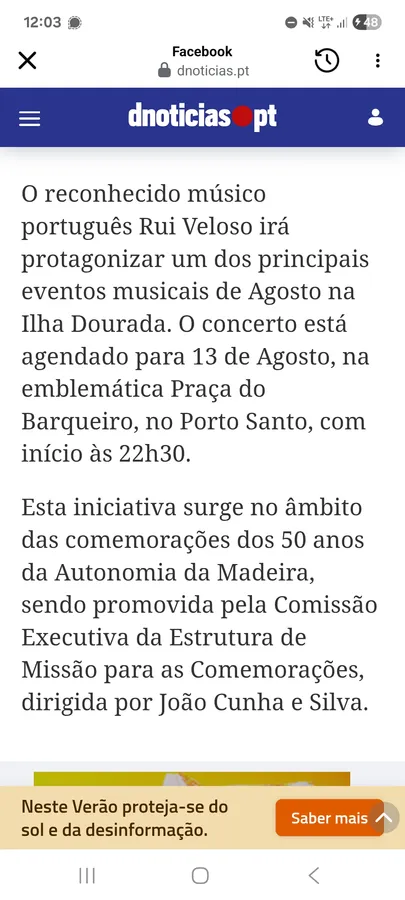 12:03
LTE+
48
Facebook
dnoticias.pt
dnoticias.pt
O reconhecido músico
português Rui Veloso irá
protagonizar um dos principais
eventos musicais de Agosto na
Ilha Dourada. O concerto está
agendado para 13 de Agosto, na
emblemática Praça do
Barqueiro, no Porto Santo, com
início às 22h30.
Esta iniciativa surge no âmbito
das comemorações dos 50 anos
da Autonomia da Madeira,
sendo promovida pela Comissão
Executiva da Estrutura de
Missão para as Comemorações,
dirigida por João Cunha e Silva.
Neste Verão proteja-se do
sol e da desinformação.
Saber mais